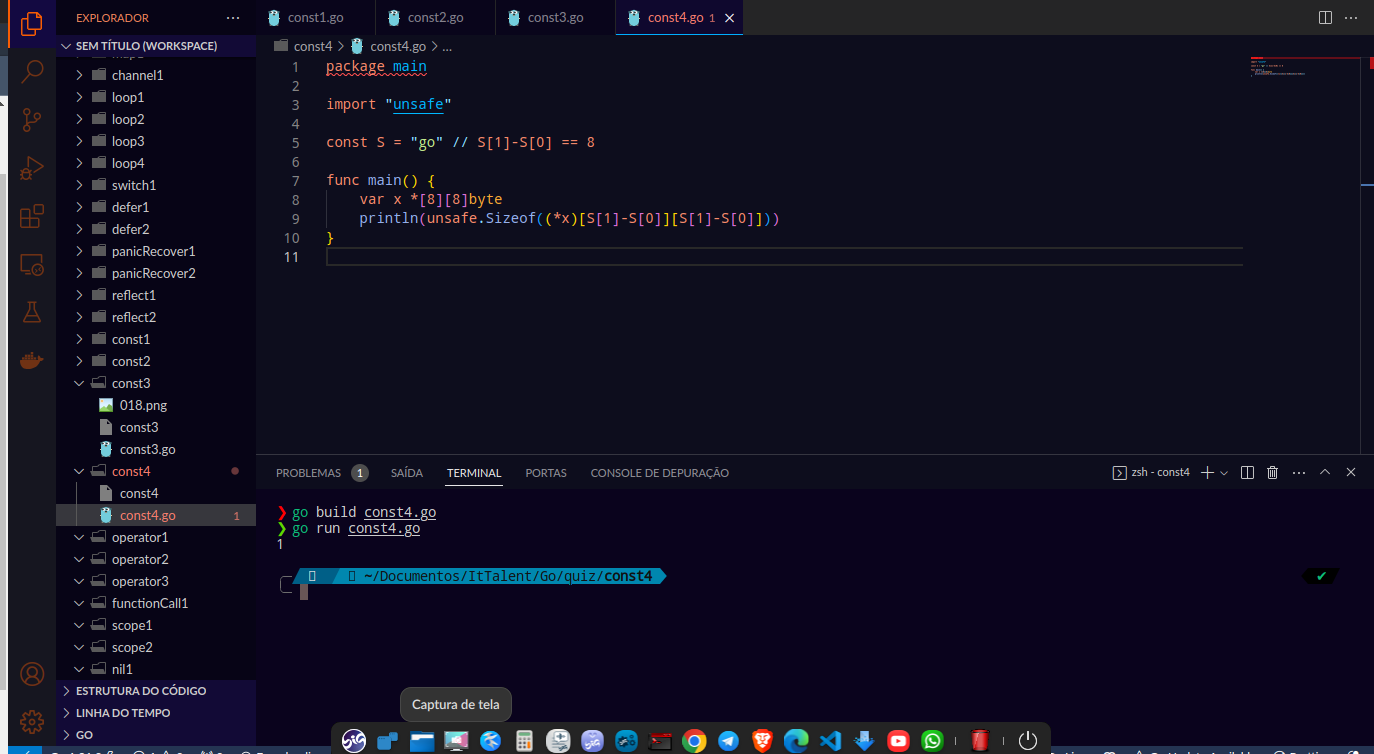 EXPLORADOR
const1.go
const2.go
const3.go
const4.go 1
SEM TÍTULO (WORKSPACE)
channel1
loop1
loop2
loop3
loop4
switch1
defer1
defer2
panicRecover1
panicRecover2
reflect1
reflect2
const1
const2
const3
018.png
const3
const3.go
const4
const4
const4.go 1
operator1
operator2
operator3
functionCall1
scope1
scope2
nil1
ESTRUTURA DO CÓDIGO
LINHA DO TEMPO
GO
const4 > const4.go > ...
1 package main
2
3 import "unsafe"
4
5 const S = "go" // S[1]-S[0] == 8
6
7 func main() {
8 var x *[8][8]byte
9 println(unsafe.Sizeof((*x)[S[1]-S[0]][S[1]-S[0]]))
10 }
11
PROBLEMAS 1 SAÍDA TERMINAL PORTAS CONSOLE DE DEPURAÇÃO
zsh - const4
❯ go build const4.go
❯ go run const4.go
1
~/Documentos/ItTalent/Go/quiz/const4
Captura de tela